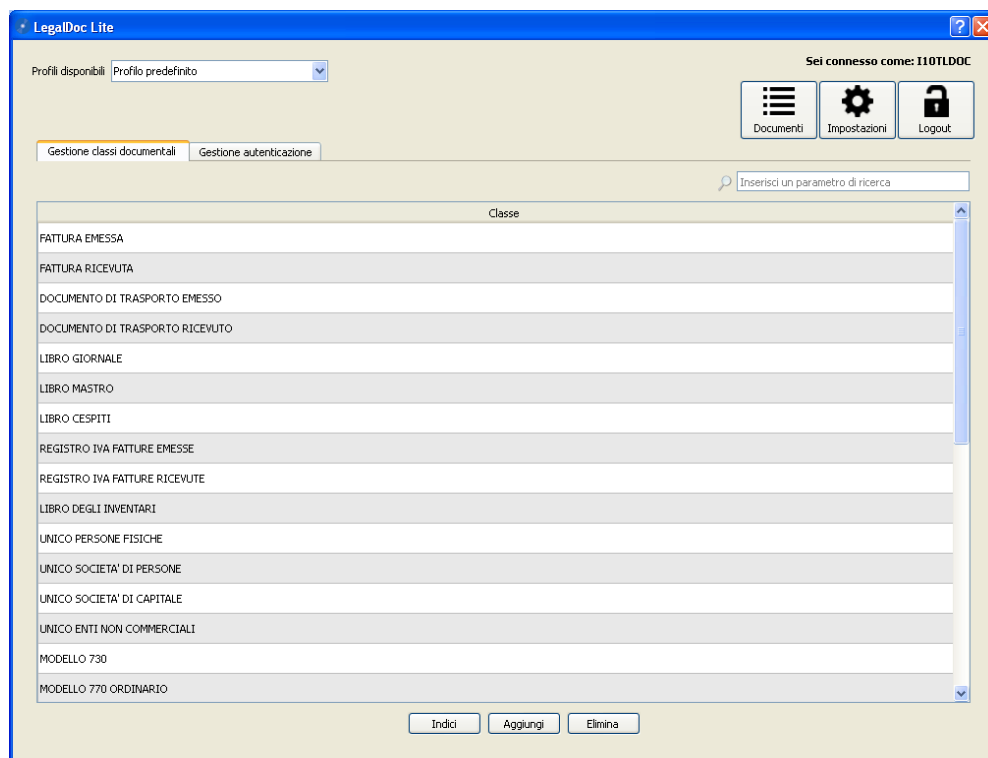 LegalDoc Lite
Sei connesso come: I10TLDOC
Profili disponibili Profilo predefinito
Documenti Impostazioni Logout
Gestione classi documentali Gestione autenticazione
Inserisci un parametro di ricerca
Classe
FATTURA EMESSA
FATTURA RICEVUTA
DOCUMENTO DI TRASPORTO EMESSO
DOCUMENTO DI TRASPORTO RICEVUTO
LIBRO GIORNALE
LIBRO MASTRO
LIBRO CESPITI
REGISTRO IVA FATTURE EMESSE
REGISTRO IVA FATTURE RICEVUTE
LIBRO DEGLI INVENTARI
UNICO PERSONE FISICHE
UNICO SOCIETA' DI PERSONE
UNICO SOCIETA' DI CAPITALE
UNICO ENTI NON COMMERCIALI
MODELLO 730
MODELLO 770 ORDINARIO
Indici Aggiungi Elimina